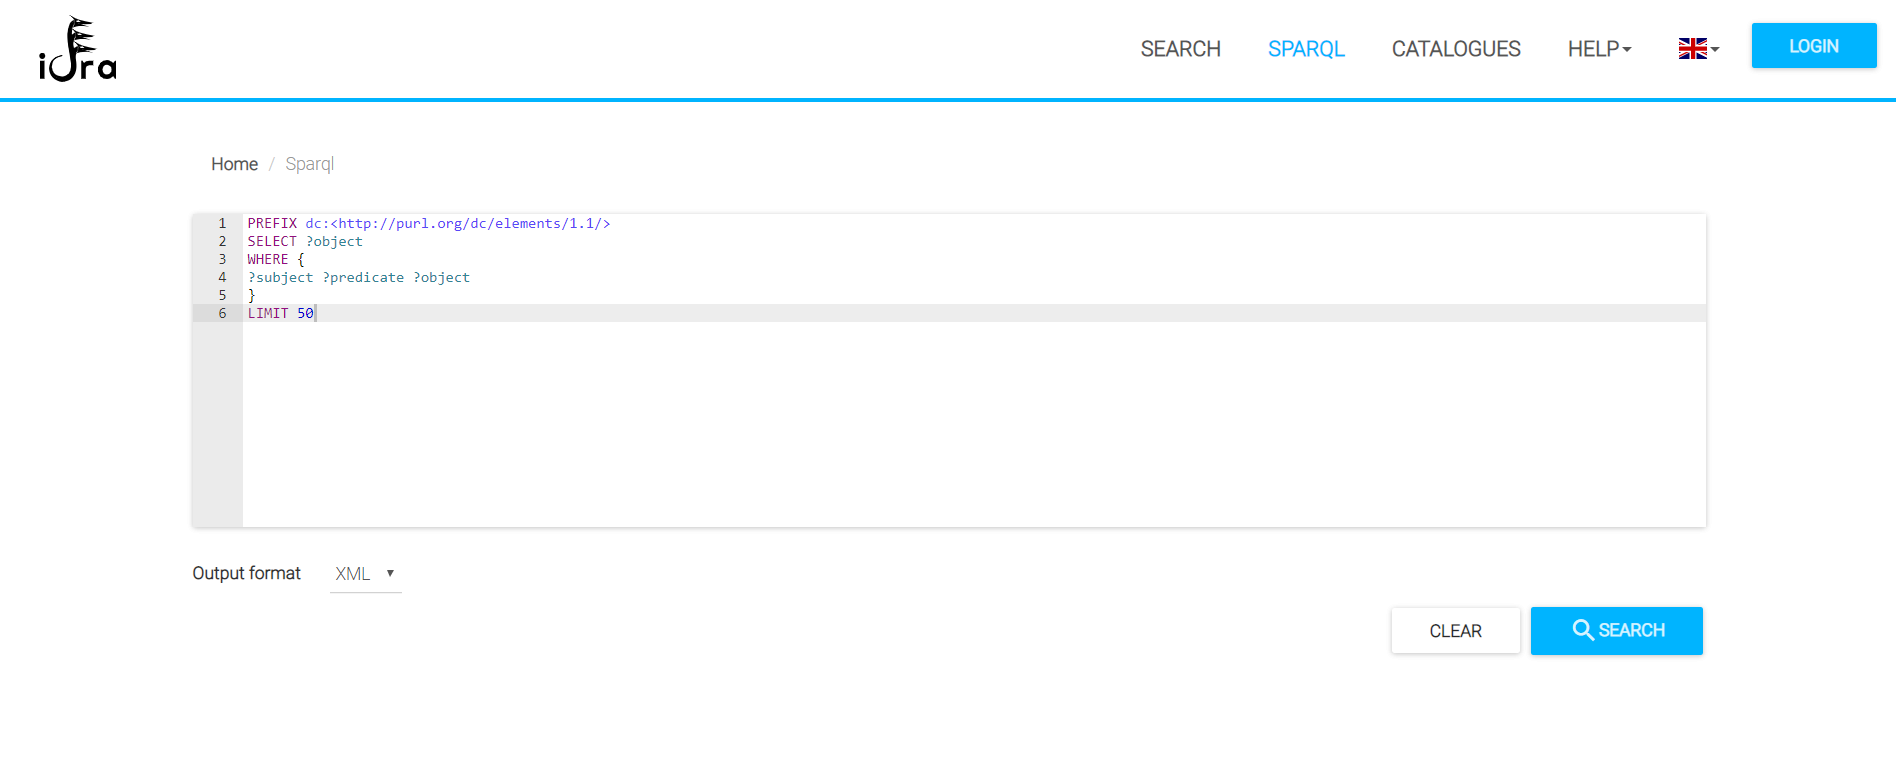 idra
SEARCH SPARQL CATALOGUES HELP LOGIN
Home / Sparql
1 PREFIX dc:<http://purl.org/dc/elements/1.1/>
2 SELECT ?object
3 WHERE {
4 ?subject ?predicate ?object
5 }
6 LIMIT 50
Output format XML
CLEAR SEARCH